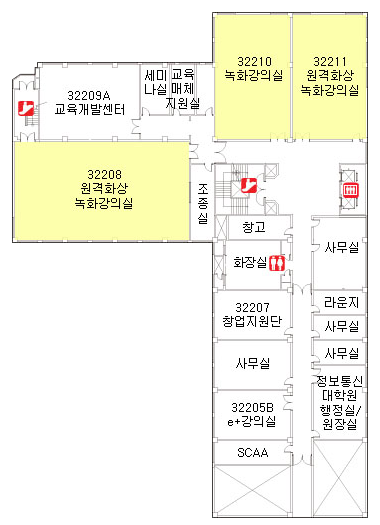 32210
녹화강의실
32211
원격화상
녹화강의실
세미
나실
교육
매체
지원실
32209A
교육개발센터
32208
원격화상
녹화강의실
조
종
실
창고
화장실
사무실
32207
창업지원단
라운지
사무실
사무실
사무실
정보통신
대학원
행정실/
원장실
32205B
e+강의실
SCAA